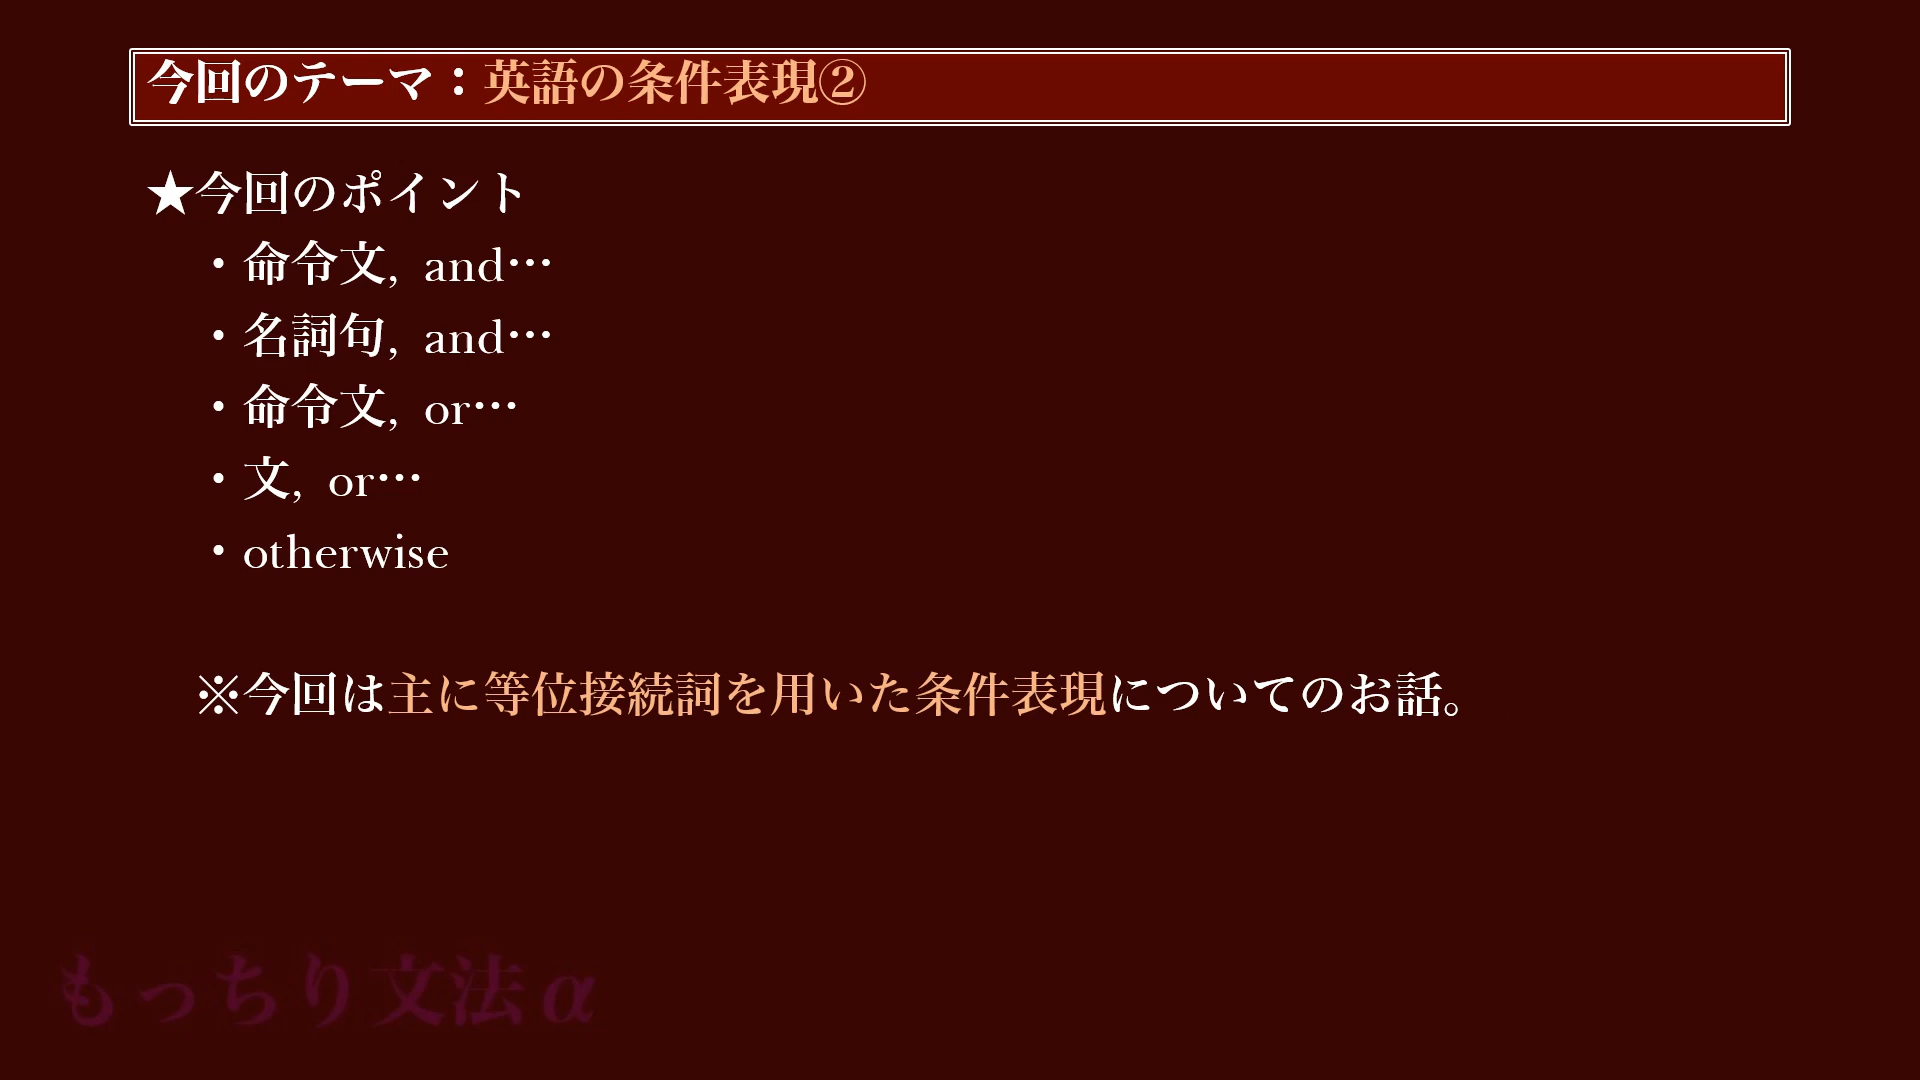 今回のテーマ：英語の条件表現②
★今回のポイント
・命令文, and…
・名詞句, and…
・命令文, or…
・文, or…
・otherwise
※今回は主に等位接続詞を用いた条件表現についてのお話。
もっちり文法α